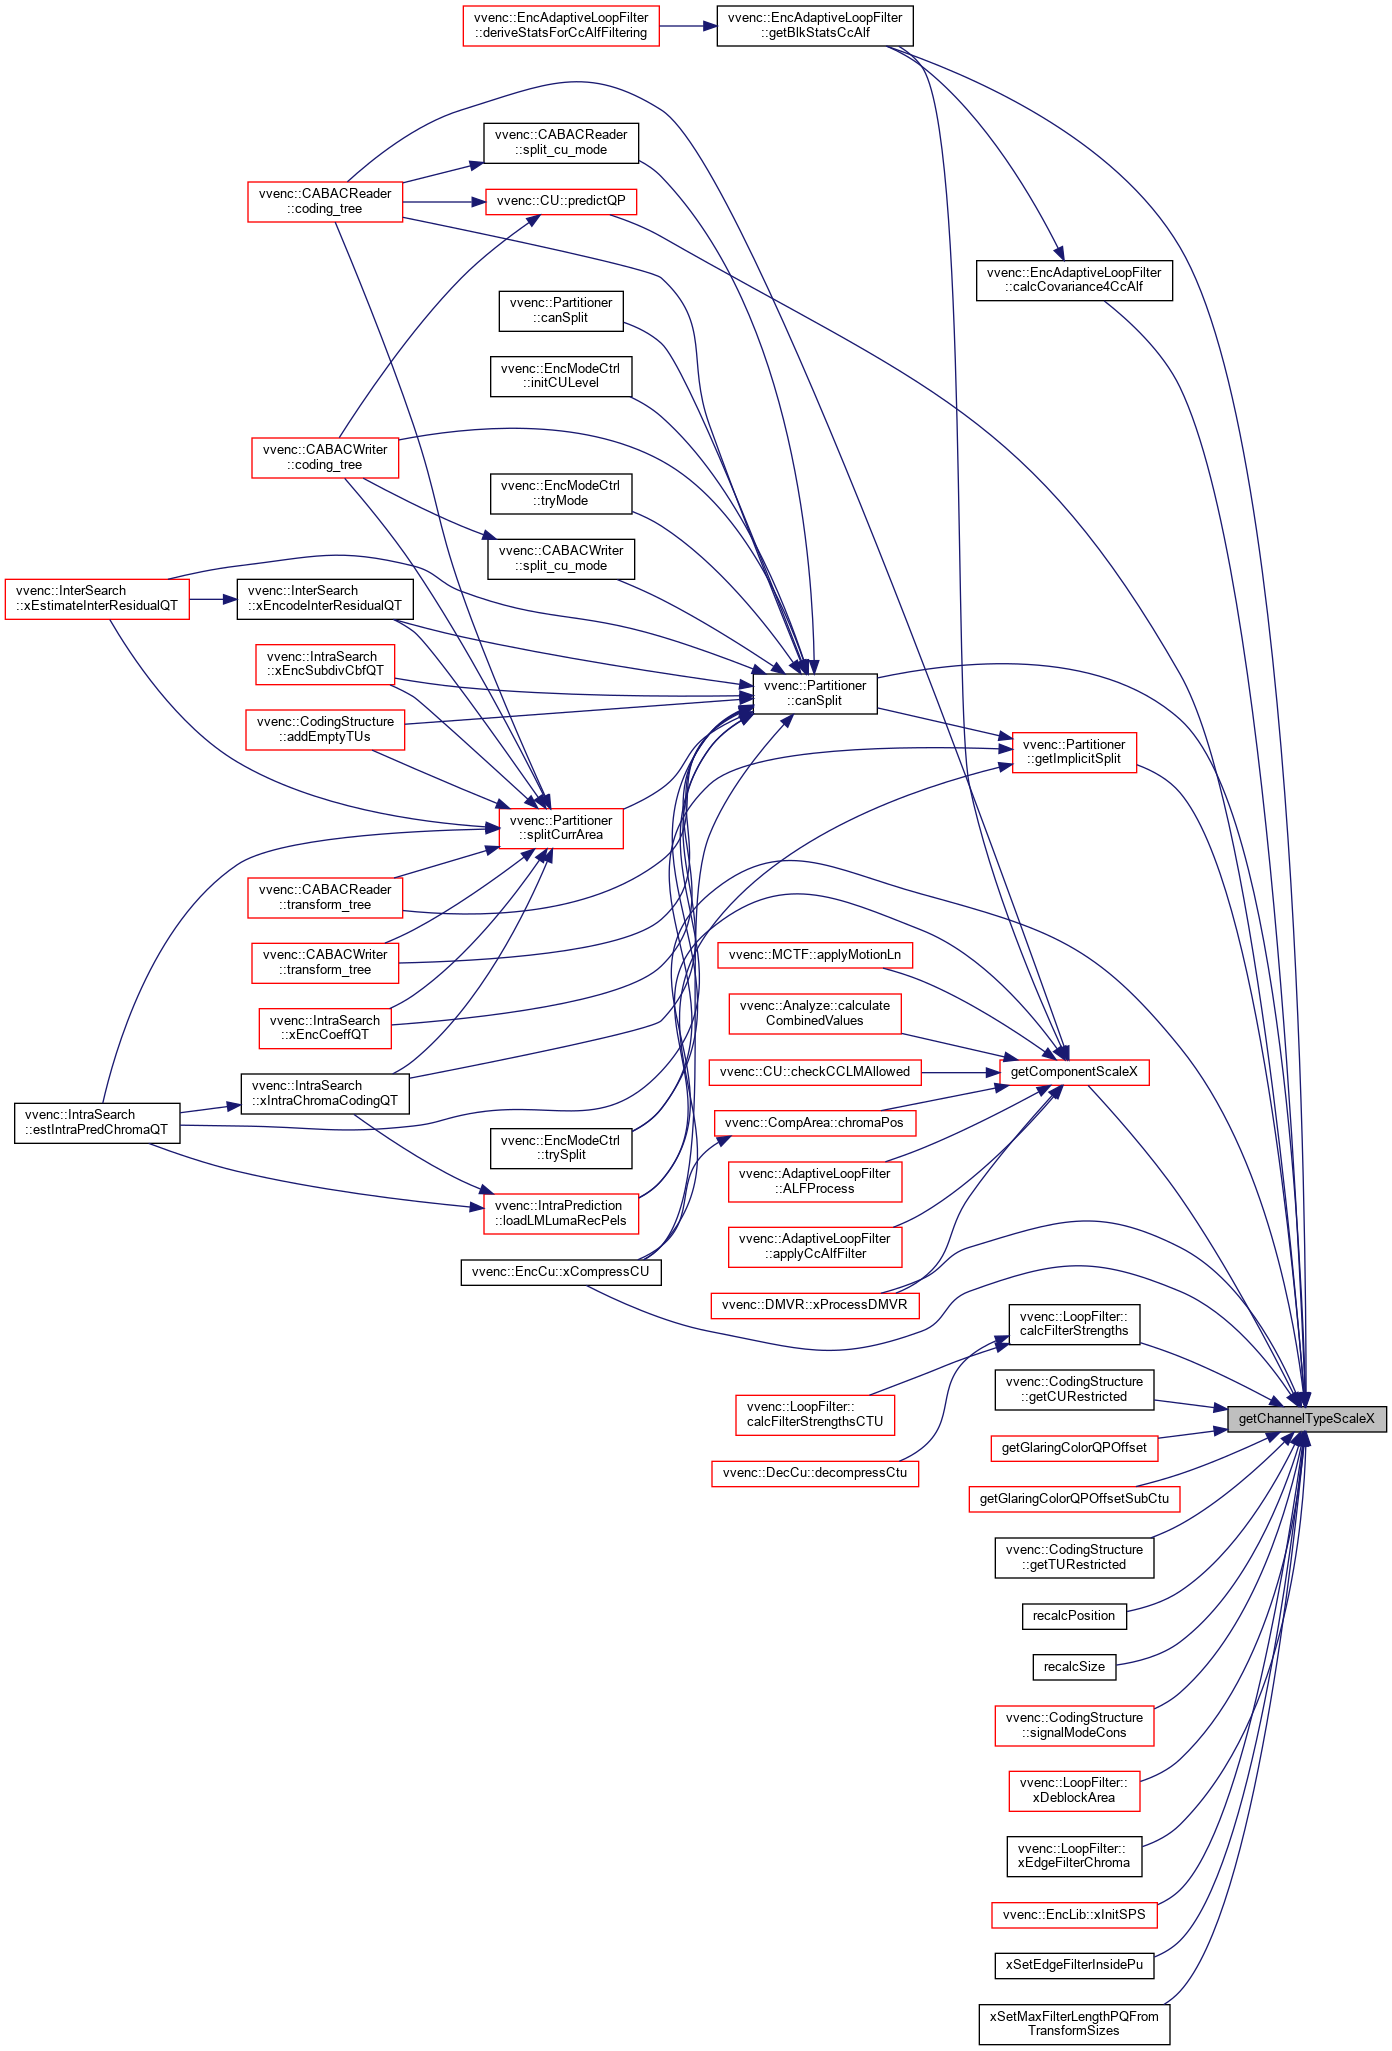 vvenc::EncAdaptiveLoopFilter
::deriveStatsForCcAlfFiltering
vvenc::EncAdaptiveLoopFilter
::getBlkStatsCcAlf
vvenc::CABACReader
::split_cu_mode
vvenc::CABACReader
::coding_tree
vvenc::CU::predictQP
vvenc::EncAdaptiveLoopFilter
::calcCovariance4CcAlf
vvenc::Partitioner
::canSplit
vvenc::EncModeCtrl
::initCULevel
vvenc::CABACWriter
::coding_tree
vvenc::EncModeCtrl
::tryMode
vvenc::CABACWriter
::split_cu_mode
vvenc::InterSearch
::xEstimateInterResidualQT
vvenc::InterSearch
::xEncodeInterResidualQT
vvenc::IntraSearch
::xEncSubdivCbfQT
vvenc::Partitioner
::canSplit
vvenc::CodingStructure
::addEmptyTUs
vvenc::Partitioner
::getImplicitSplit
vvenc::Partitioner
::splitCurrArea
vvenc::CABACReader
::transform_tree
vvenc::CABACWriter
::transform_tree
vvenc::MCTF::applyMotionLn
vvenc::Analyze::calculate
CombinedValues
vvenc::IntraSearch
::xEncCoeffQT
vvenc::CU::checkCCLMAllowed
getComponentScaleX
vvenc::IntraSearch
::xIntraChromaCodingQT
vvenc::IntraSearch
::estIntraPredChromaQT
vvenc::CompArea::chromaPos
vvenc::EncModeCtrl
::trySplit
vvenc::AdaptiveLoopFilter
::ALFProcess
vvenc::IntraPrediction
::loadLMLumaRecPels
vvenc::AdaptiveLoopFilter
::applyCcAlfFilter
vvenc::EncCu::xCompressCU
vvenc::DMVR::xProcessDMVR
vvenc::LoopFilter::
calcFilterStrengths
vvenc::CodingStructure
::getCURestricted
vvenc::LoopFilter::
calcFilterStrengthsCTU
getChannelTypeScaleX
getGlaringColorQPOffset
vvenc::DecCu::decompressCtu
getGlaringColorQPOffsetSubCtu
vvenc::CodingStructure
::getTURestricted
recalcPosition
recalcSize
vvenc::CodingStructure
::signalModeCons
vvenc::LoopFilter::
xDeblockArea
vvenc::LoopFilter::
xEdgeFilterChroma
vvenc::EncLib::xInitSPS
xSetEdgeFilterInsidePu
xSetMaxFilterLengthPQFrom
TransformSizes